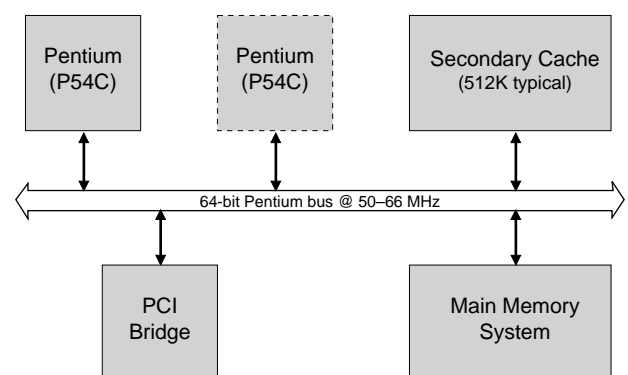 Pentium
(P54C)
Pentium
(P54C)
Secondary Cache
(512K typical)
64-bit Pentium bus @ 50–66 MHz
PCI
Bridge
Main Memory
System